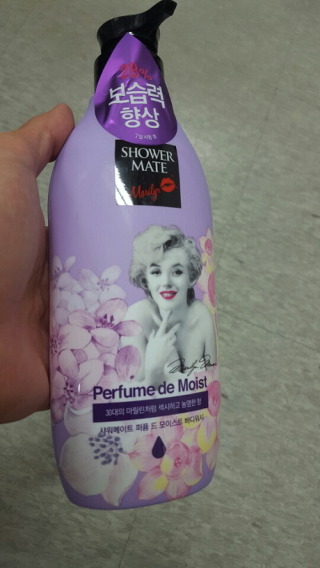 보습력
향상
SHOWER
MATE
Marilyn
Perfume de Moist
30대의 마릴린처럼 섹시하고 농염한 향
샤워메이트 퍼퓸 드 모이스트 바디워시